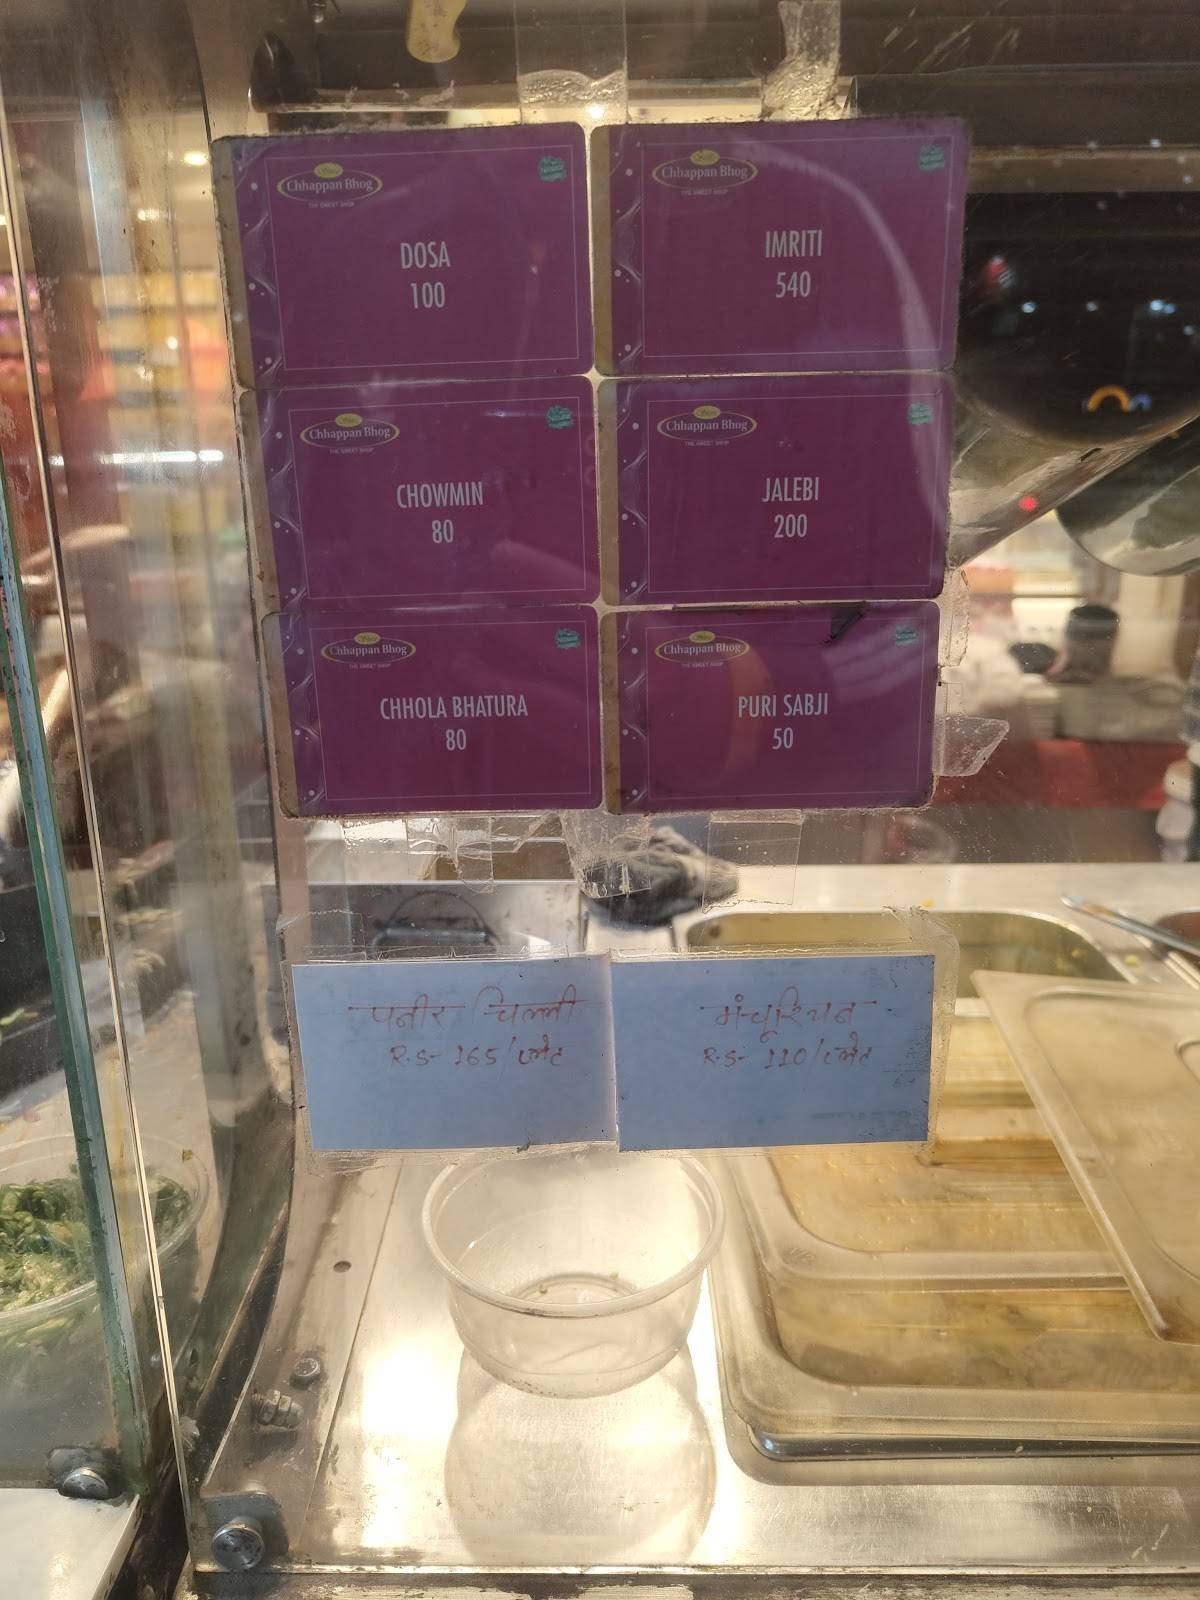 Shiv
Chhappan Bhog
THE SWEET SHOP
DOSA
100
Chhappan Bhog
THE SWEET SHOP
IMRITI
540
Chhappan Bhog
THE SWEET SHOP
CHOWMIN
80
Chhappan Bhog
THE SWEET SHOP
JALEBI
200
Chhappan Bhog
THE SWEET SHOP
CHHOLA BHATURA
80
Chhappan Bhog
THE SWEET SHOP
PURI SABJI
50
पनीर चिल्ली
R.S- 165/प्लेट
मंचूरियन
R.S- 110/प्लेट